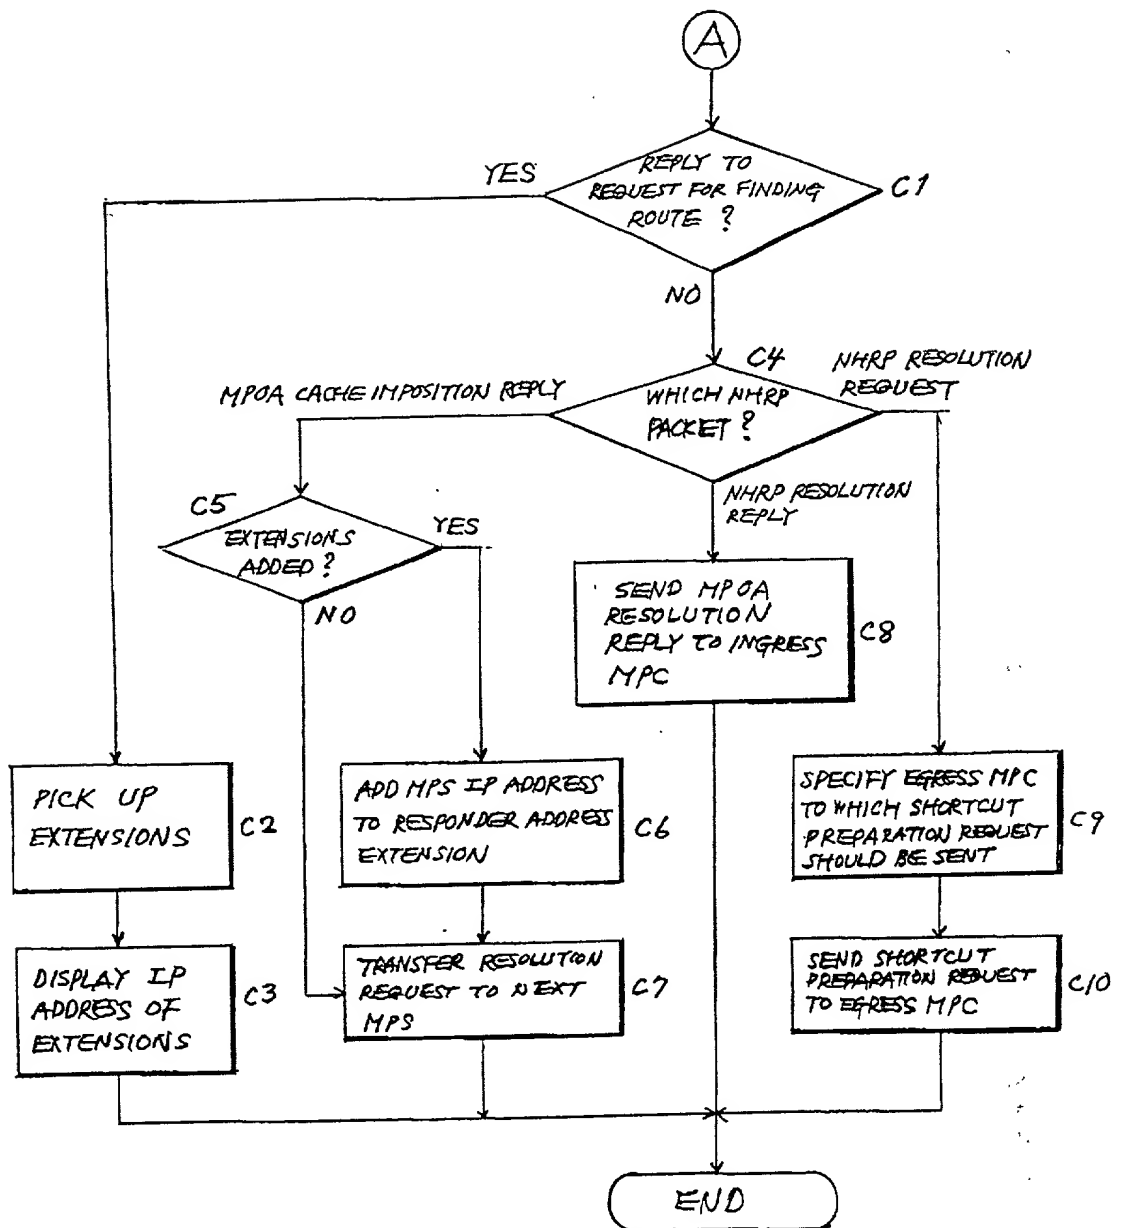 A
REPLY TO
REQUEST FOR FINDING
ROUTE ?
C1
YES
NO
C4
WHICH NHRP
PACKET ?
MPOA CACHE IMPOSITION REPLY
NHRP RESOLUTION
REQUEST
NHRP RESOLUTION
REPLY
C5
EXTENSIONS
ADDED ?
YES
NO
SEND MPOA
RESOLUTION
REPLY TO INGRESS
MPC
C8
PICK UP
EXTENSIONS
C2
ADD MPS IP ADDRESS
TO RESPONDER ADDRESS
EXTENSION
C6
SPECIFY EGRESS MPC
TO WHICH SHORTCUT
PREPARATION REQUEST
SHOULD BE SENT
C9
DISPLAY IP
ADDRESS OF
EXTENSIONS
C3
TRANSFER RESOLUTION
REQUEST TO NEXT
MPS
C7
SEND SHORTCUT
PREPARATION REQUEST
TO EGRESS MPC
C10
END